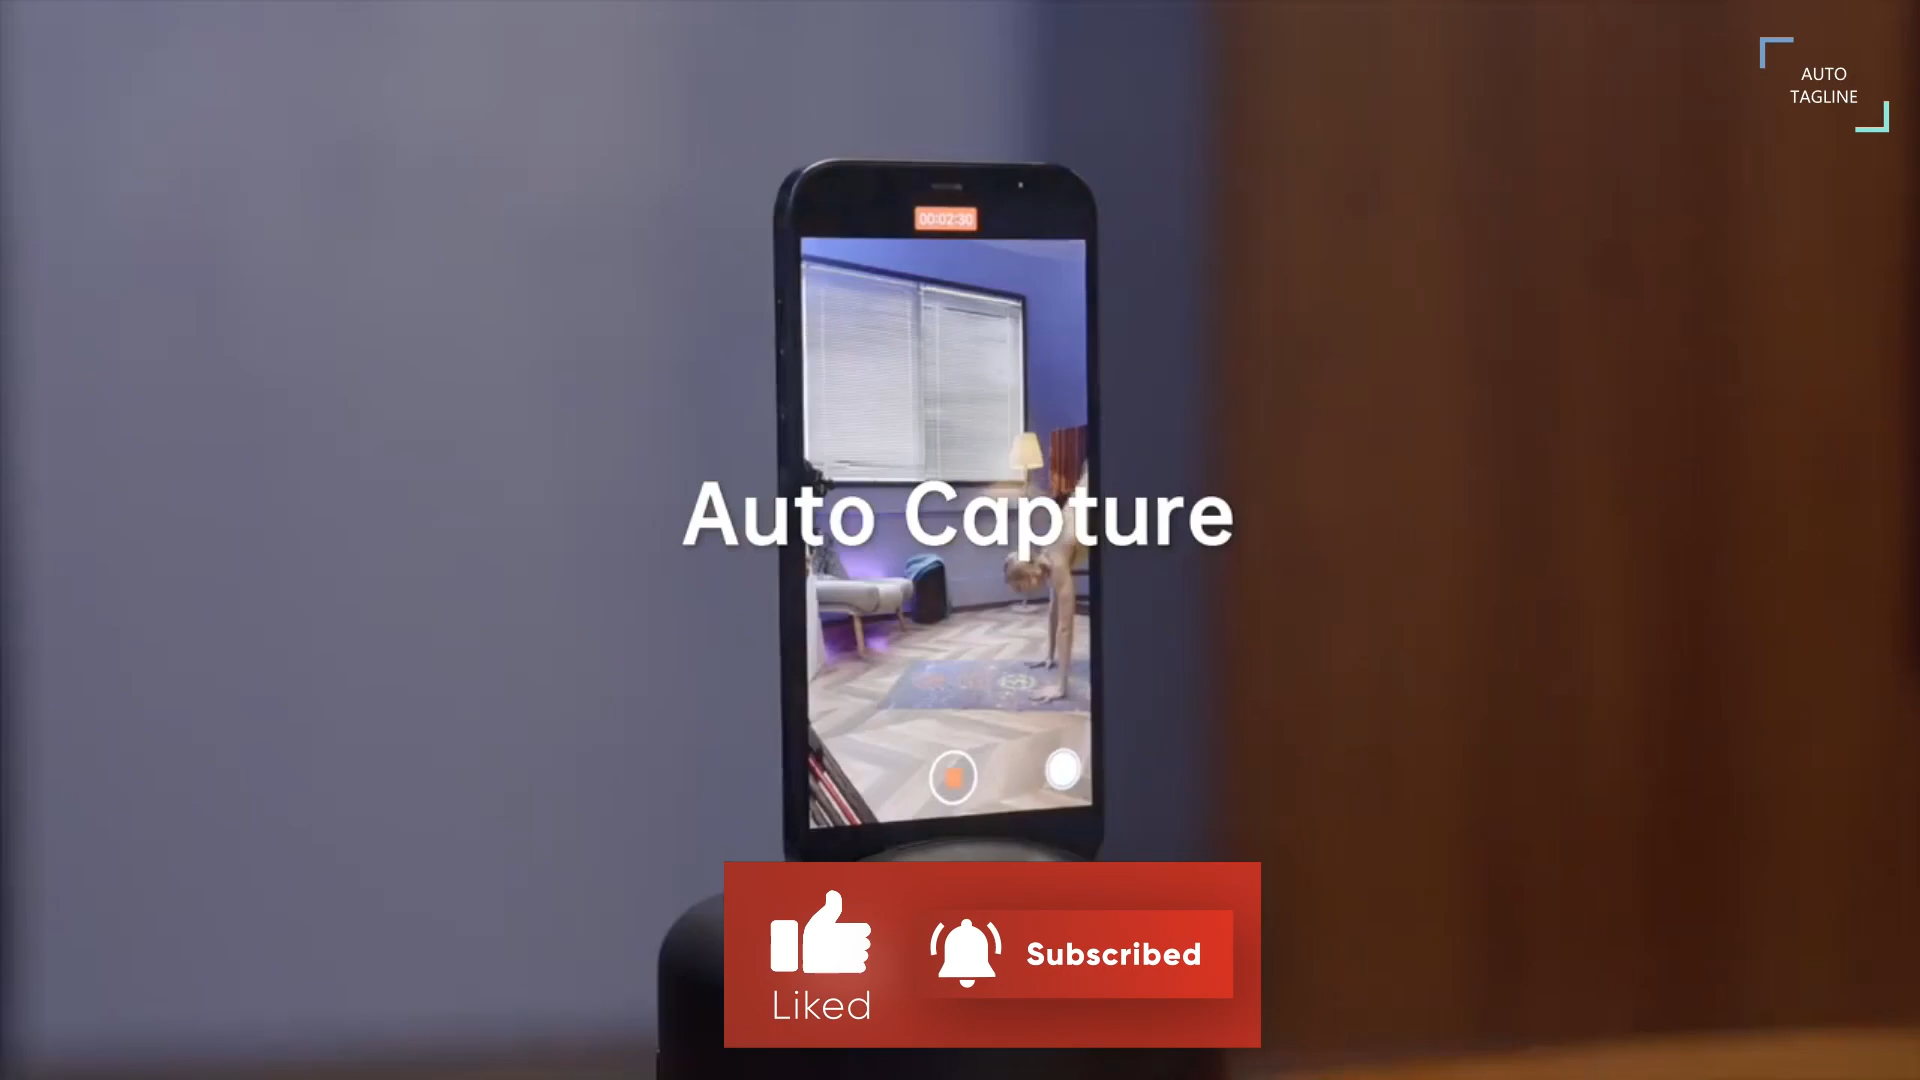 AUTO
TAGLINE
00:02:30
Auto Capture
Subscribed
Liked